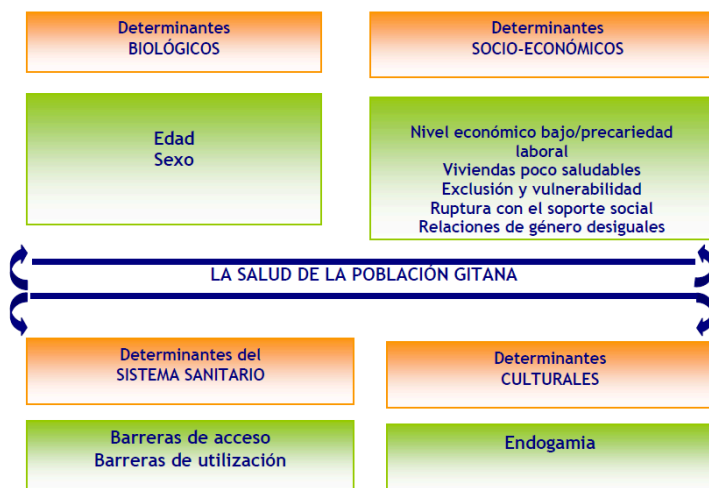 Determinantes
BIOLÓGICOS
Determinantes
SOCIO-ECONÓMICOS
Edad
Sexo
Nivel económico bajo/precariedad
laboral
Viviendas poco saludables
Exclusión y vulnerabilidad
Ruptura con el soporte social
Relaciones de género desiguales
LA SALUD DE LA POBLACIÓN GITANA
Determinantes del
SISTEMA SANITARIO
Determinantes
CULTURALES
Barreras de acceso
Barreras de utilización
Endogamia